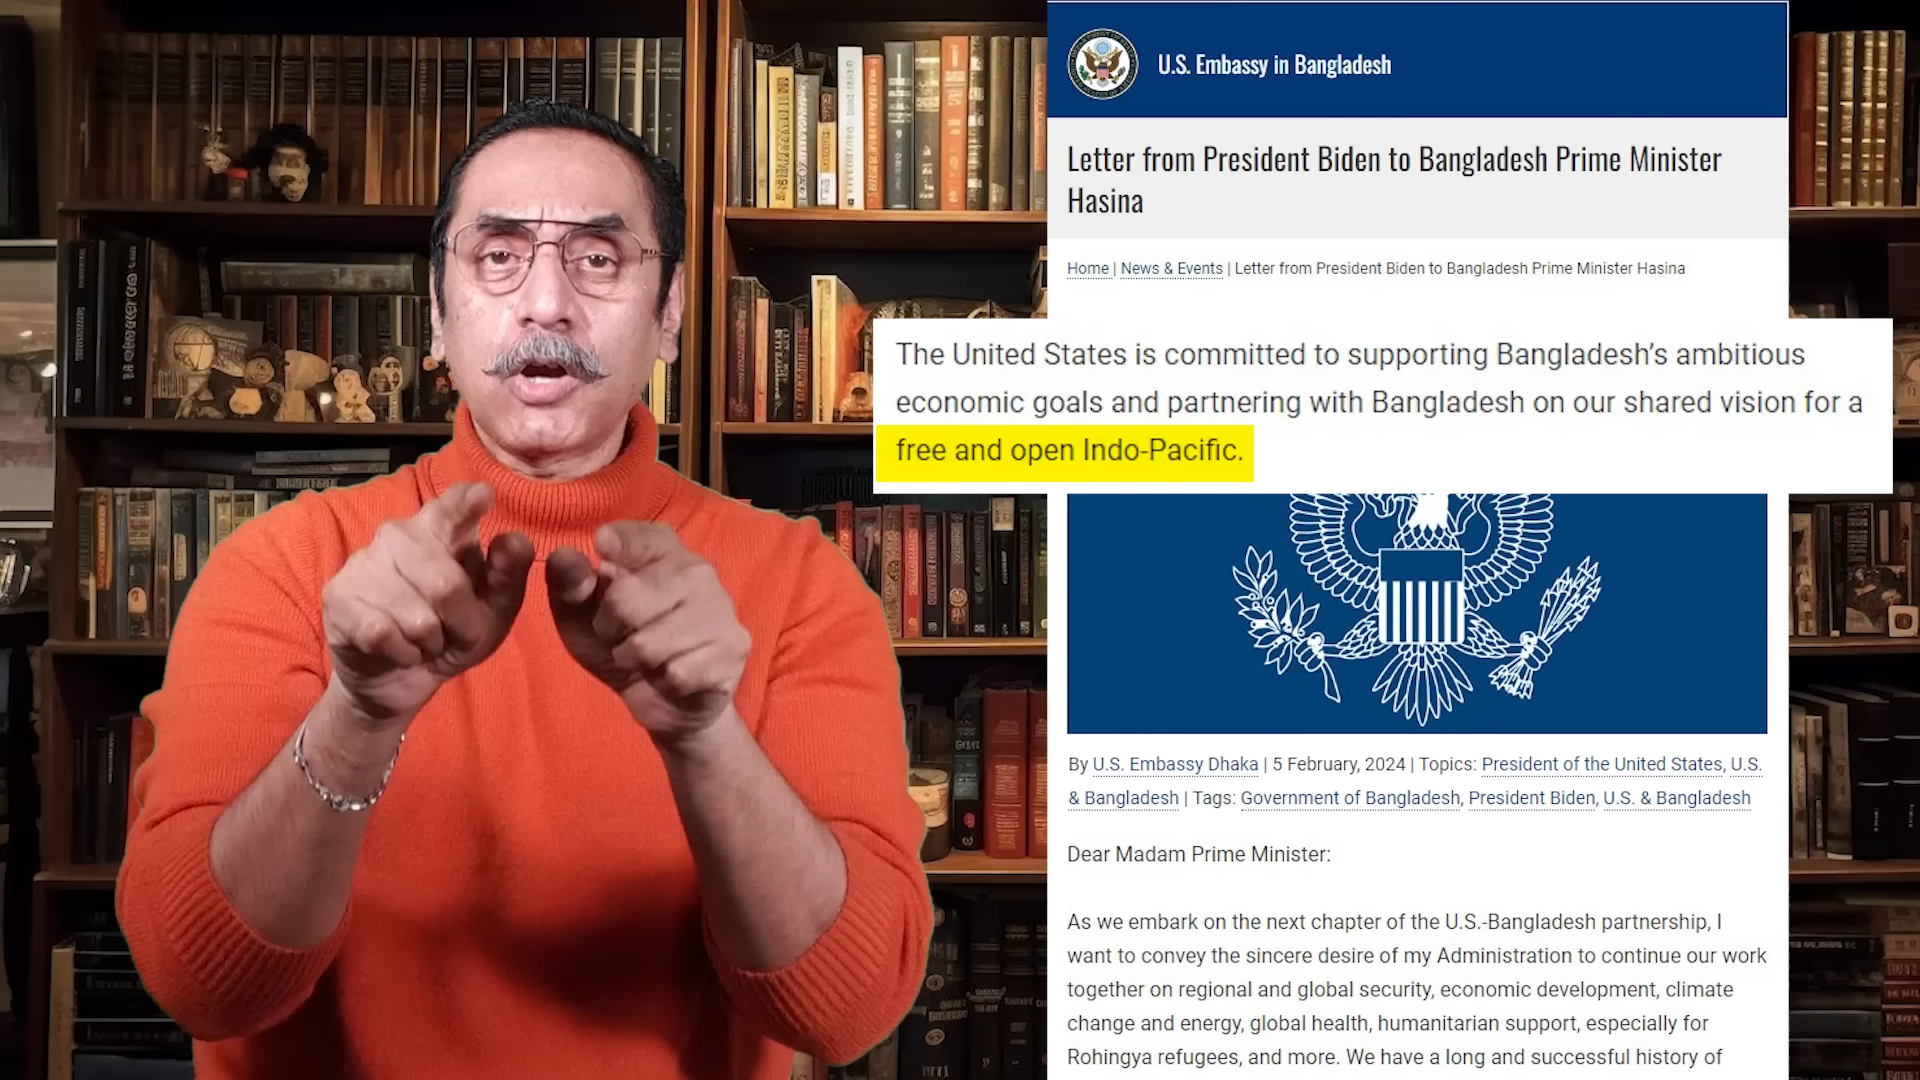 U.S. Embassy in Bangladesh
Letter from President Biden to Bangladesh Prime Minister
Hasina
Home | News & Events | Letter from President Biden to Bangladesh Prime Minister Hasina
The United States is committed to supporting Bangladesh’s ambitious
economic goals and partnering with Bangladesh on our shared vision for a
free and open Indo-Pacific.
By U.S. Embassy Dhaka | 5 February, 2024 | Topics: President of the United States, U.S.
& Bangladesh | Tags: Government of Bangladesh, President Biden, U.S. & Bangladesh
Dear Madam Prime Minister:
As we embark on the next chapter of the U.S.-Bangladesh partnership, I
want to convey the sincere desire of my Administration to continue our work
together on regional and global security, economic development, climate
change and energy, global health, humanitarian support, especially for
Rohingya refugees, and more. We have a long and successful history of